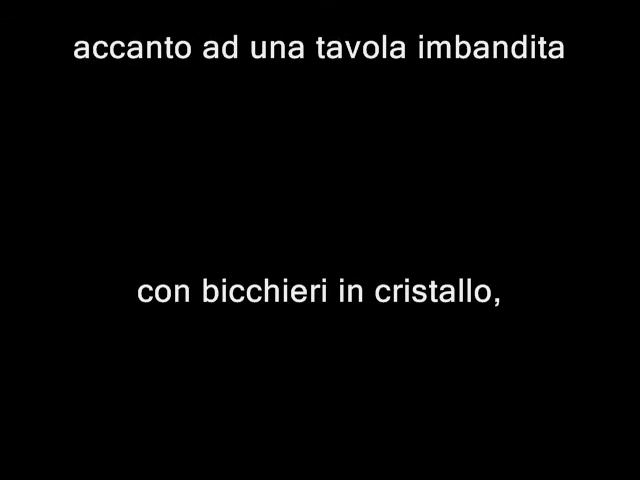 accanto ad una tavola imbandita
con bicchieri in cristallo,